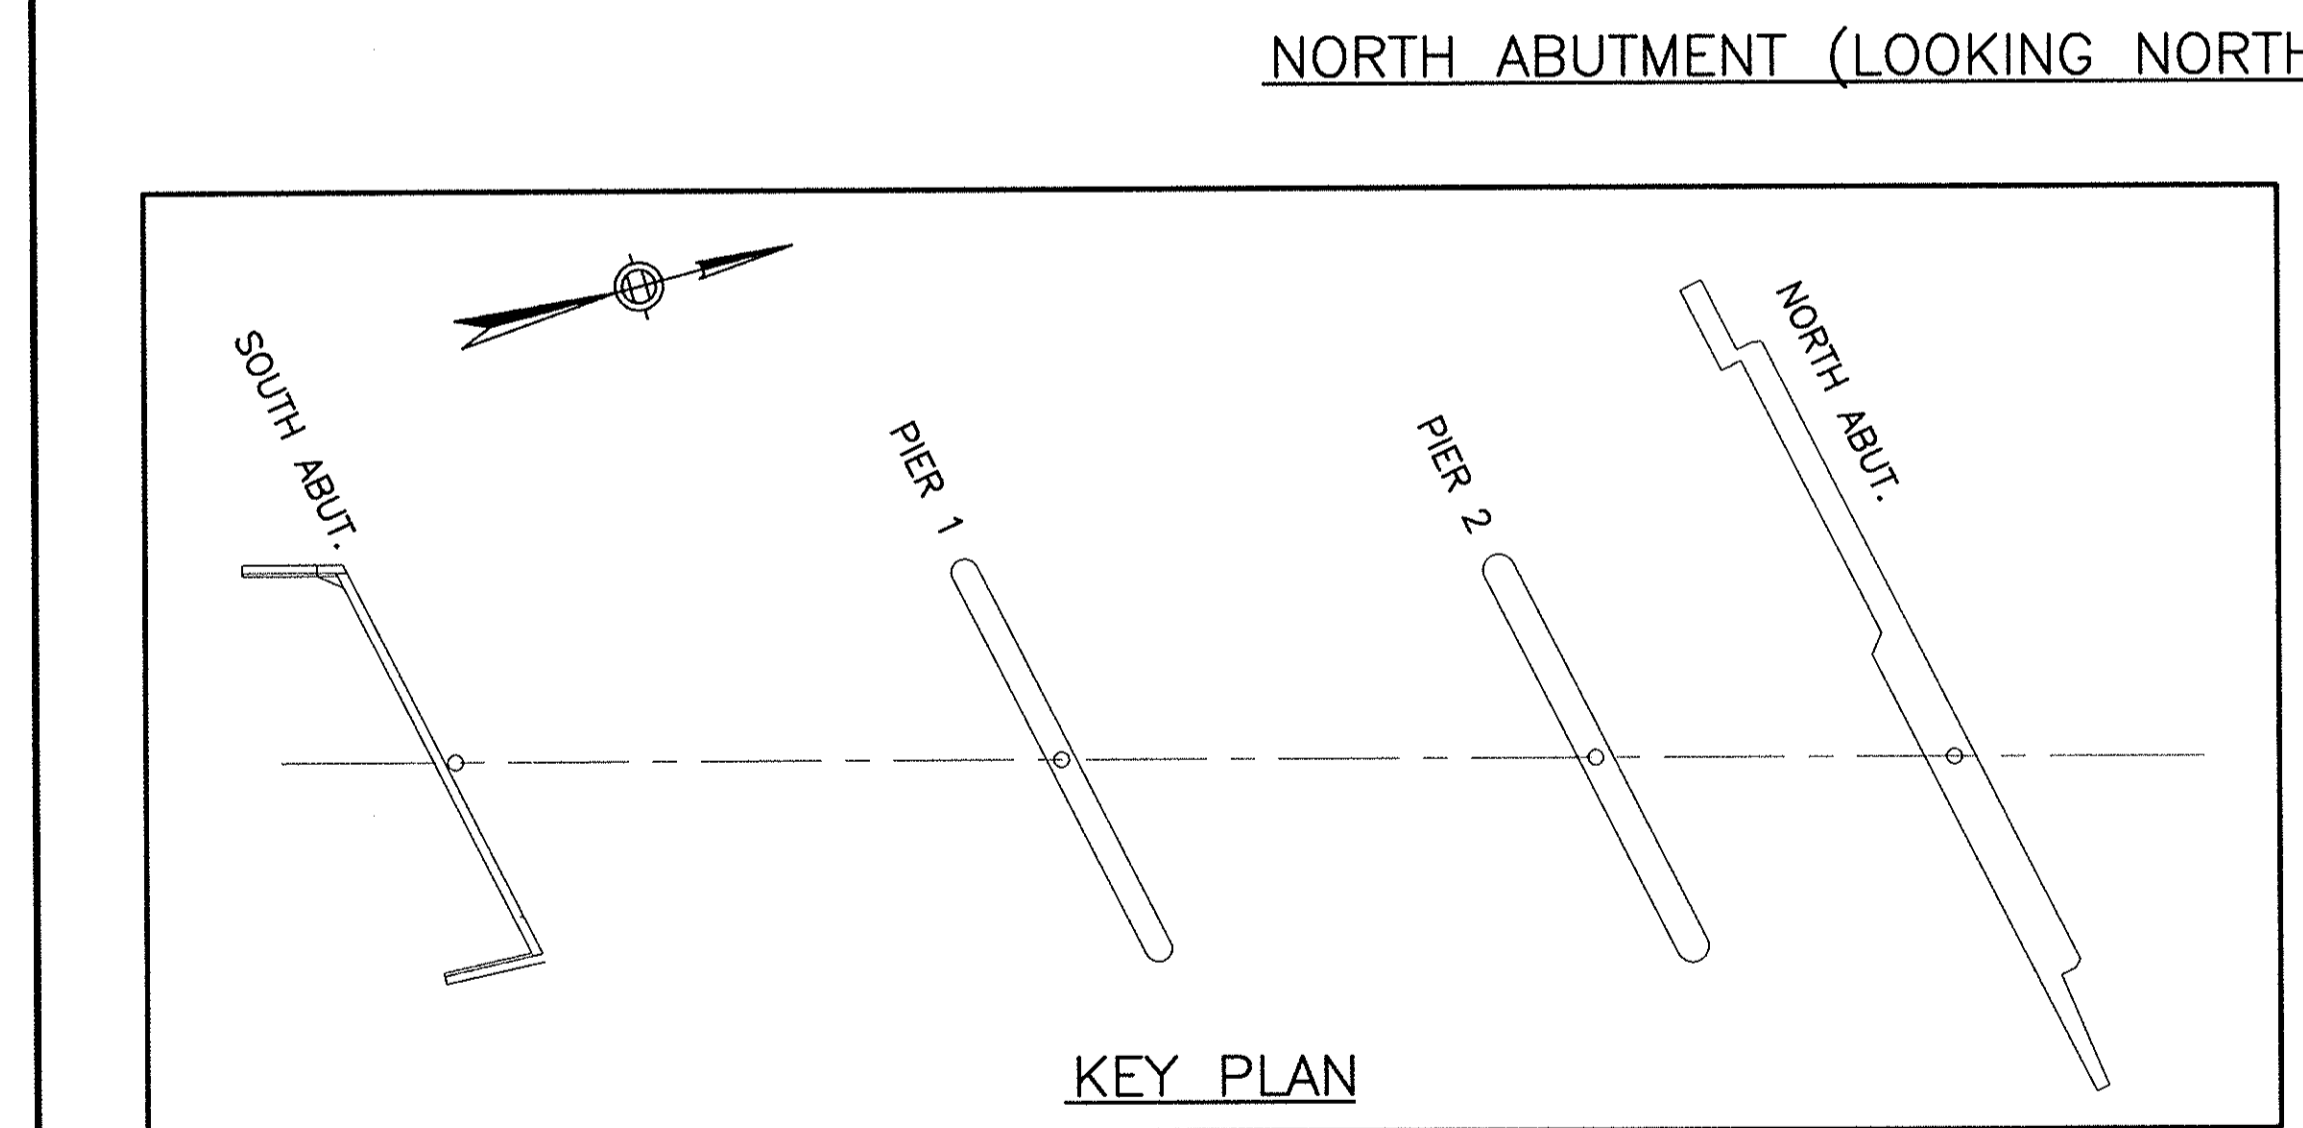 NORTH ABUTMENT (LOOKING NORTH
SOUTH ABUT.
PIER 1
PIER 2
NORTH ABUT.
KEY PLAN